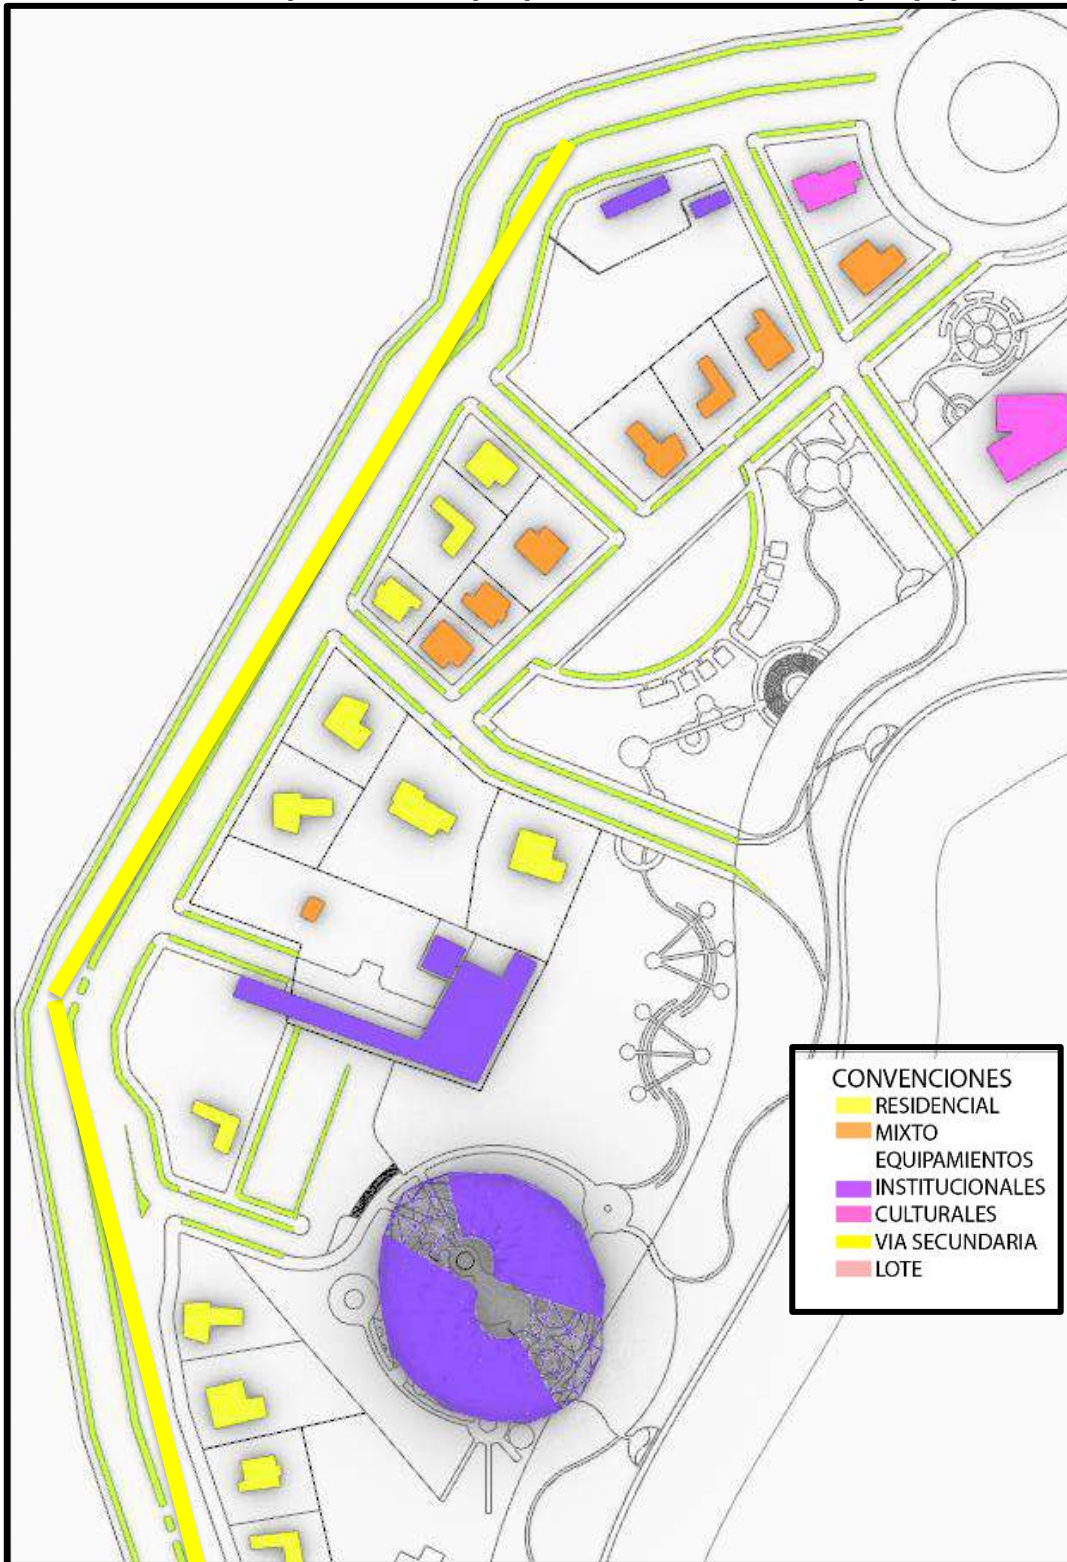 CONVENCIONES
RESIDENCIAL
MIXTO
EQUIPAMIENTOS
INSTITUCIONALES
CULTURALES
VIA SECUNDARIA
LOTE